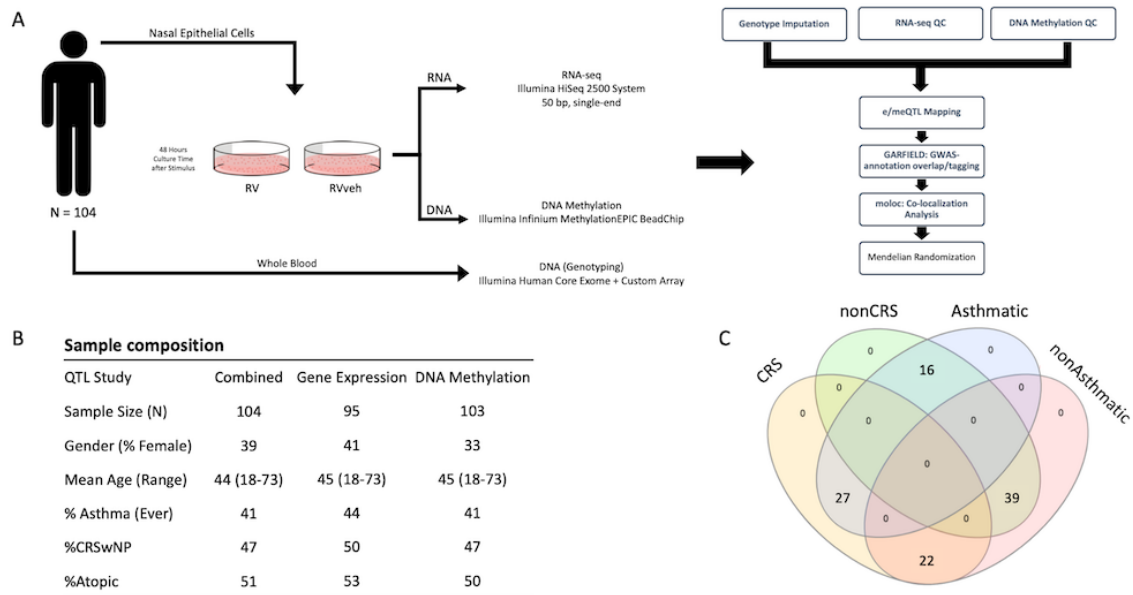 A
Nasal Epithelial Cells
N = 104
48 Hours
Culture Time
after Stimulus
RV
RVveh
RNA
RNA-seq
Illumina HiSeq 2500 System
50 bp, single-end
DNA
DNA Methylation
Illumina Infinium MethylationEPIC BeadChip
Whole Blood
DNA (Genotyping)
Illumina Human Core Exome + Custom Array
Genotype Imputation
RNA-seq QC
DNA Methylation QC
e/meQTL Mapping
GARFIELD: GWAS-
annotation overlap/tagging
moloc: Co-localization
Analysis
Mendelian Randomization
B
Sample composition
QTL Study Combined Gene Expression DNA Methylation
Sample Size (N) 104 95 103
Gender (% Female) 39 41 33
Mean Age (Range) 44 (18-73) 45 (18-73) 45 (18-73)
% Asthma (Ever) 41 44 41
%CRSwNP 47 50 47
%Atopic 51 53 50
C
nonCRS Asthmatic
CRS nonAsthmatic
0 0
16
0 0
0 0
0 0
0
27 39
0 0
22